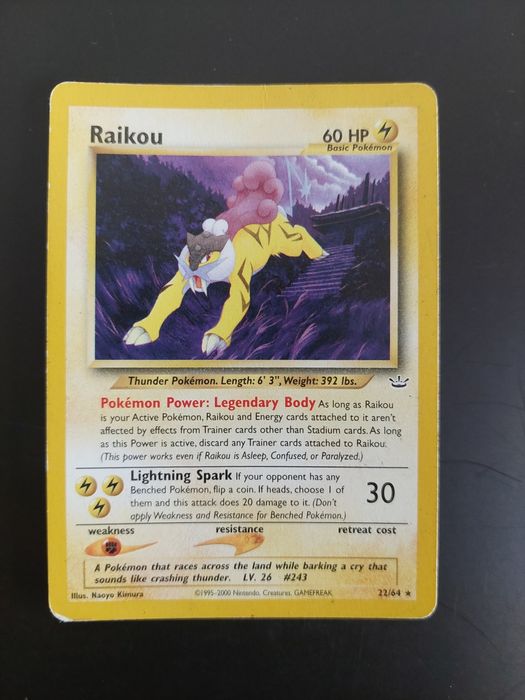 Raikou 60 HP
Basic Pokémon
Thunder Pokémon. Length: 6' 3", Weight: 392 lbs.
Pokémon Power: Legendary Body As long as Raikou
is your Active Pokémon, Raikou and Energy cards attached to it aren't
affected by effects from Trainer cards other than Stadium cards. As long
as this Power is active, discard any Trainer cards attached to Raikou.
(This power works even if Raikou is Asleep, Confused, or Paralyzed.)
Lightning Spark If your opponent has any
Benched Pokémon, flip a coin. If heads, choose 1 of
them and this attack does 20 damage to it. (Don't
apply Weakness and Resistance for Benched Pokémon.)
30
weakness resistance retreat cost
A Pokémon that races across the land while barking a cry that
sounds like crashing thunder. LV. 26 #243
Illus. Naoyo Kimura ©1995-2000 Nintendo, Creatures, GAMEFREAK 22/64 ★